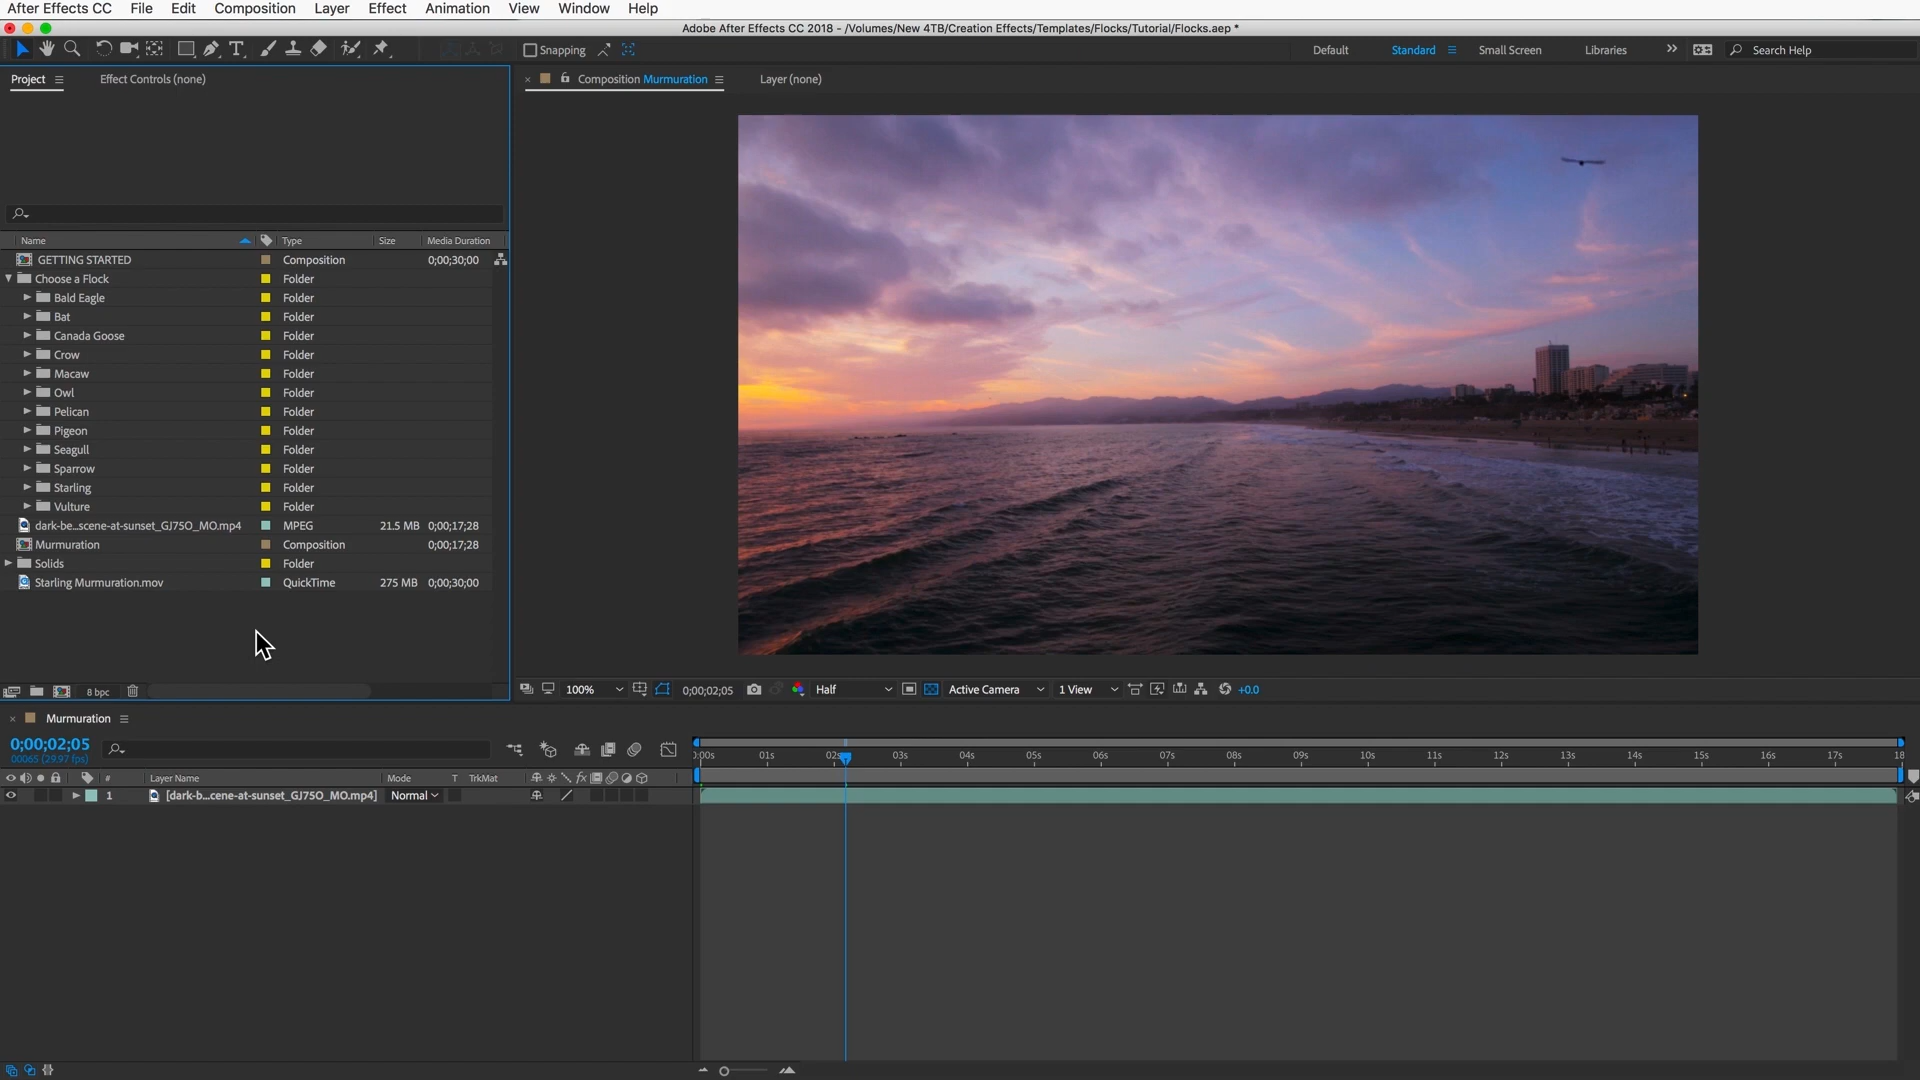 After Effects CC File Edit Composition Layer Effect Animation View Window Help
Adobe After Effects CC 2018 - /Volumes/New 4TB/Creation Effects/Templates/Flocks/Tutorial/Flocks.aep *
Snapping Default Standard Small Screen Libraries Search Help
Project Effect Controls (none)
Composition Murmuration Layer (none)
Name Type Size Media Duration
GETTING STARTED Composition 0;00;30;00
Choose a Flock Folder
Bald Eagle Folder
Bat Folder
Canada Goose Folder
Crow Folder
Macaw Folder
Owl Folder
Pelican Folder
Pigeon Folder
Seagull Folder
Sparrow Folder
Starling Folder
Vulture Folder
dark-be...scene-at-sunset_GJ75O_MO.mp4 MPEG 21.5 MB 0;00;17;28
Murmuration Composition 0;00;17;28
Solids Folder
Starling Murmuration.mov QuickTime 275 MB 0;00;30;00
8 bpc
100% 0;00;02;05 Half Active Camera 1 View +0.0
Murmuration
0;00;02;05
00065 (29.97 fps)
:00s 01s 02s 03s 04s 05s 06s 07s 08s 09s 10s 11s 12s 13s 14s 15s 16s 17s 18
# Layer Name Mode T TrkMat fx
1 [dark-b...cene-at-sunset_GJ75O_MO.mp4] Normal